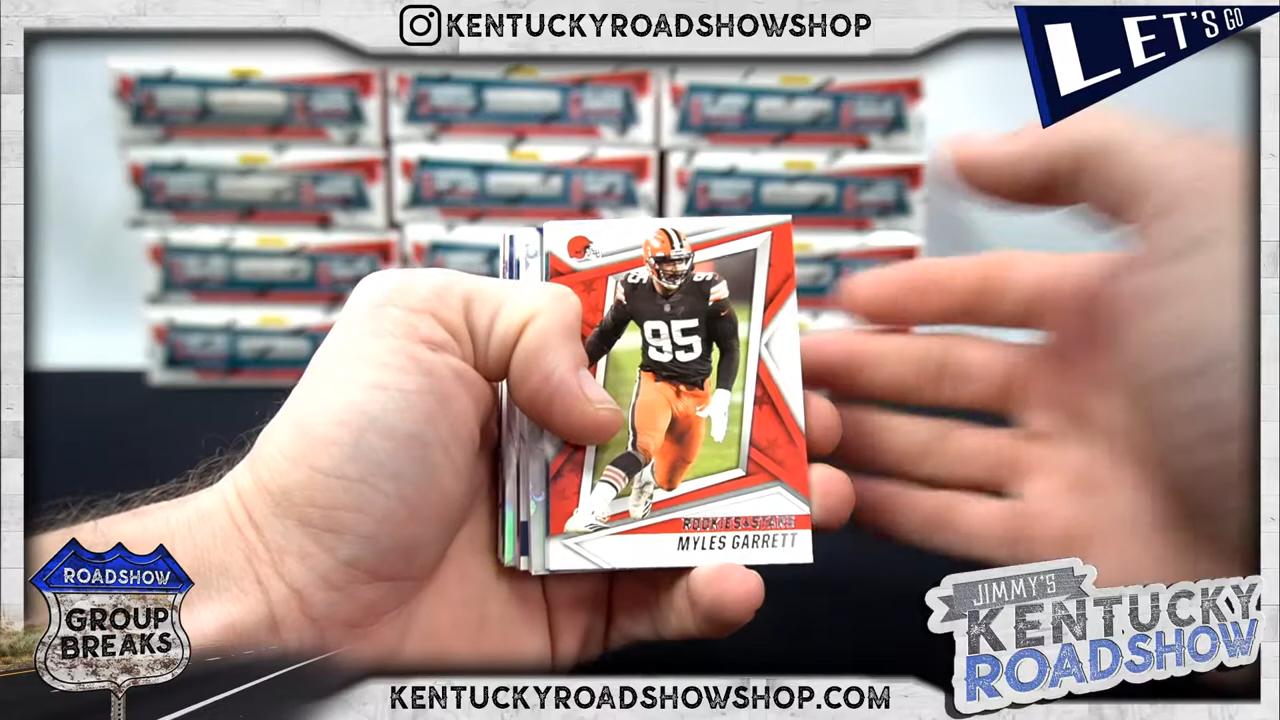 KENTUCKYROADSHOWSHOP
LET'S GO
95
95
ROOKIES & STARS
MYLES GARRETT
ROADSHOW
GROUP
BREAKS
JIMMY'S
KENTUCKY
ROADSHOW
KENTUCKYROADSHOWSHOP.COM